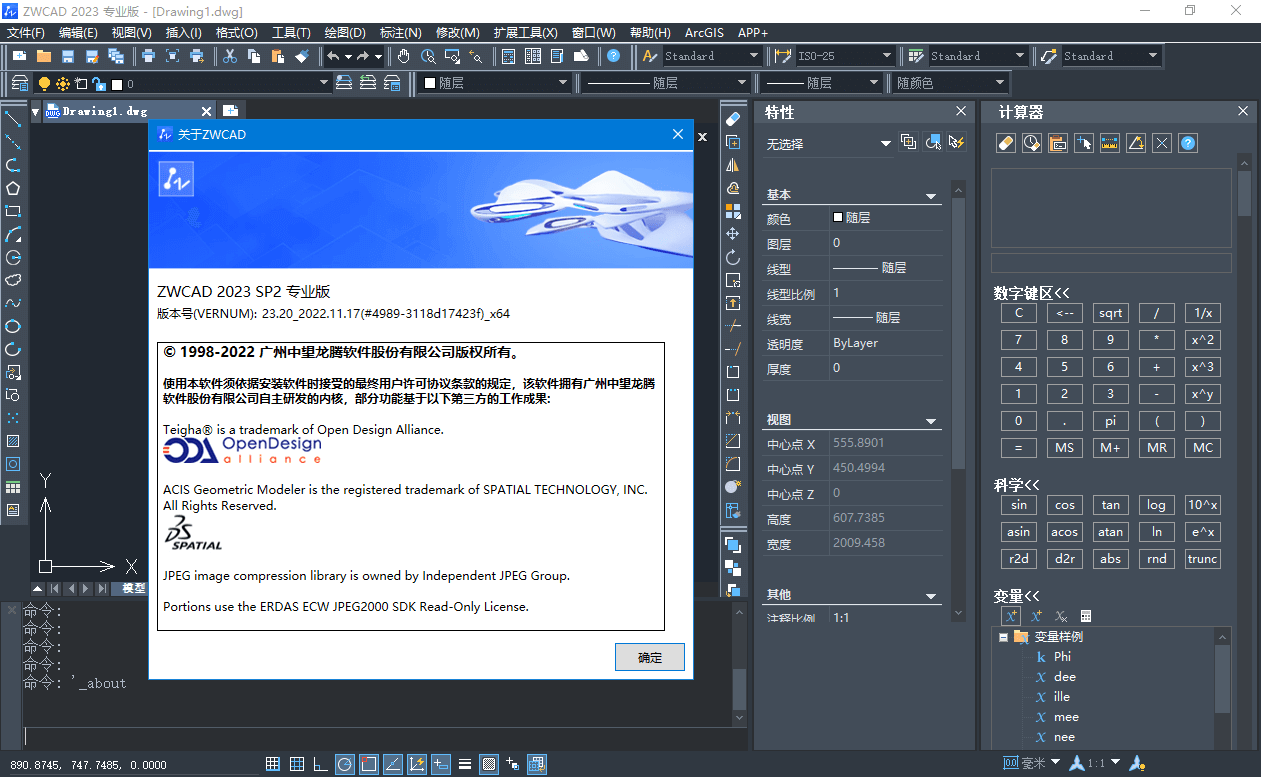 ZWCAD 2023 专业版 - [Drawing1.dwg]
文件(F) 编辑(E) 视图(V) 插入(I) 格式(O) 工具(T) 绘图(D) 标注(N) 修改(M) 扩展工具(X) 窗口(W) 帮助(H) ArcGIS APP+
Standard ISO-25 Standard Standard
0 随层 随层 随层 随颜色
Drawing1.dwg
关于ZWCAD
ZWCAD 2023 SP2 专业版
版本号(VERNUM): 23.20_2022.11.17(#4989-3118d17423f)_x64
© 1998-2022 广州中望龙腾软件股份有限公司版权所有。
使用本软件须依据安装软件时接受的最终用户许可协议条款的规定，该软件拥有广州中望龙腾
软件股份有限公司自主研发的内核，部分功能基于以下第三方的工作成果:
Teigha® is a trademark of Open Design Alliance.
ODA OpenDesign
alliance
ACIS Geometric Modeler is the registered trademark of SPATIAL TECHNOLOGY, INC.
All Rights Reserved.
SPATIAL
JPEG image compression library is owned by Independent JPEG Group.
Portions use the ERDAS ECW JPEG2000 SDK Read-Only License.
确定
Y
X
模型
命令:
命令:
命令:
命令:
命令: '_about
特性
无选择
基本
颜色 随层
图层 0
线型 随层
线型比例 1
线宽 随层
透明度 ByLayer
厚度 0
视图
中心点 X 555.8901
中心点 Y 450.4994
中心点 Z 0
高度 607.7385
宽度 2009.458
其他
注释比例 1:1
计算器
数字键区<<
C <-- sqrt / 1/x
7 8 9 * x^2
4 5 6 + x^3
1 2 3 - x^y
0 . pi ( )
= MS M+ MR MC
科学<<
sin cos tan log 10^x
asin acos atan ln e^x
r2d d2r abs rnd trunc
变量<<
变量样例
k Phi
x dee
x ille
x mee
x nee
890.8745, 747.7485, 0.0000
毫米 1:1